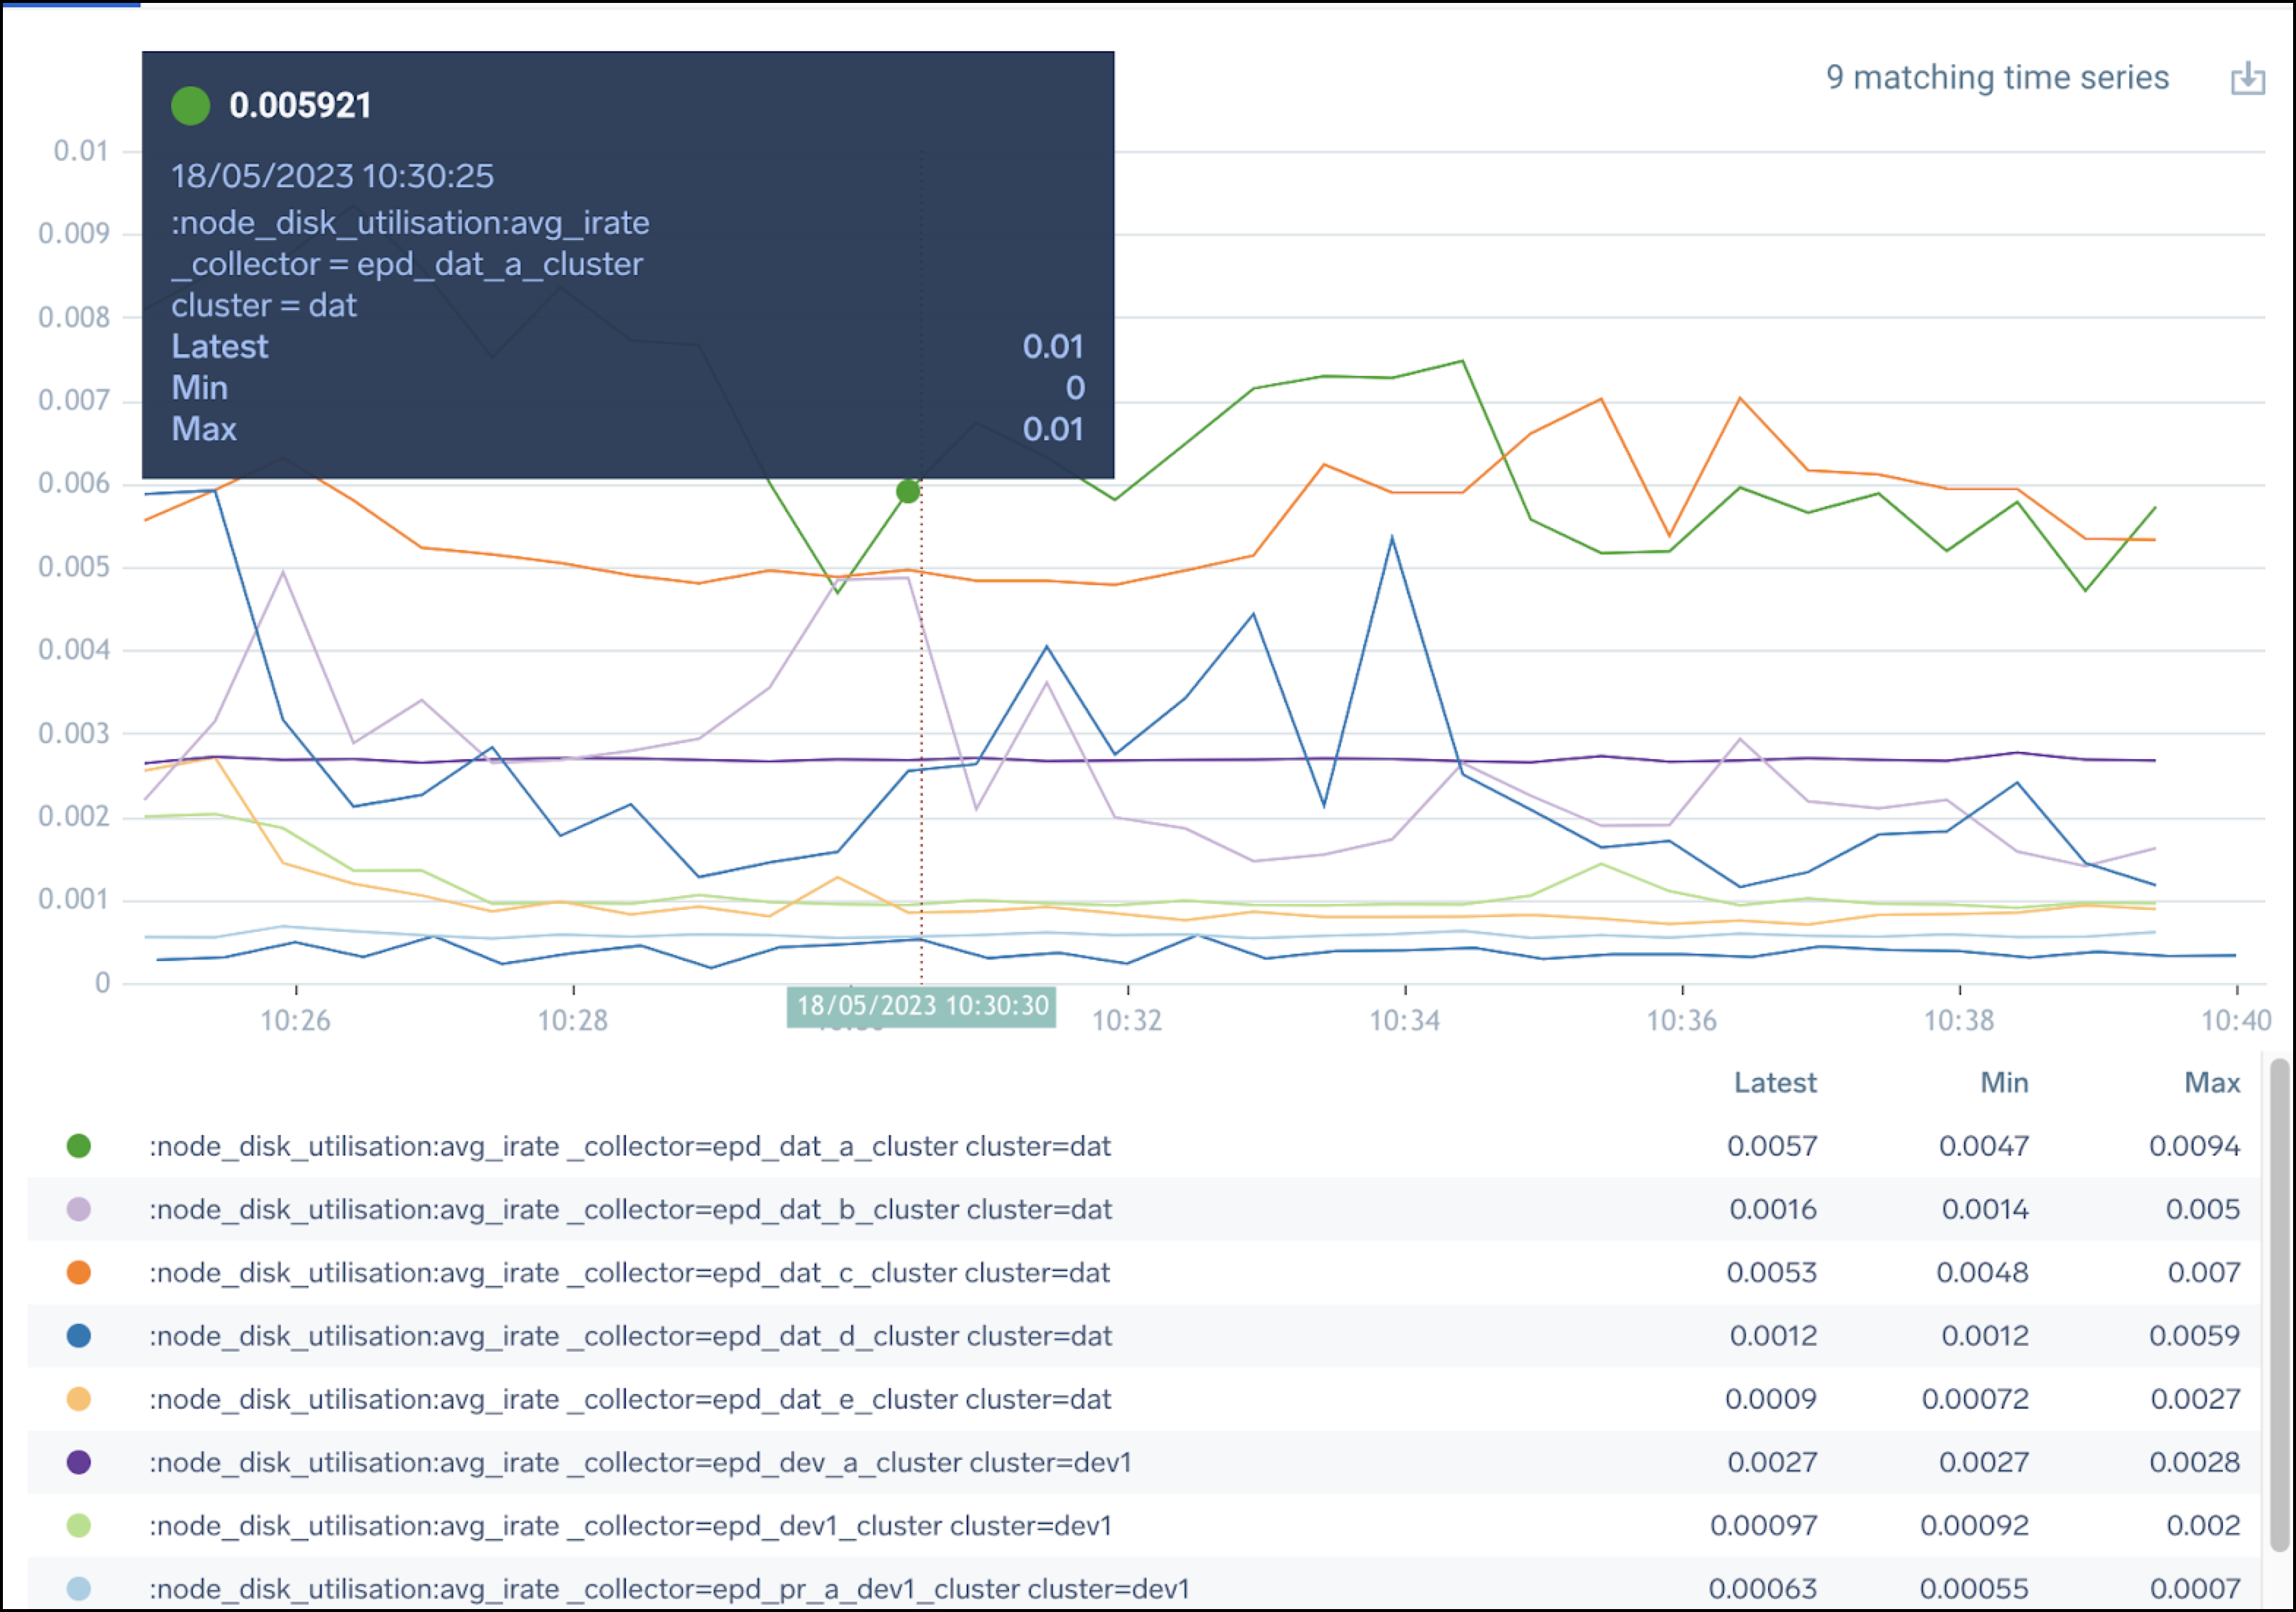 0.005921
18/05/2023 10:30:25
:node_disk_utilisation:avg_irate
_collector = epd_dat_a_cluster
cluster = dat
Latest 0.01
Min 0
Max 0.01
9 matching time series
0.01
0.009
0.008
0.007
0.006
0.005
0.004
0.003
0.002
0.001
0
10:26 10:28 18/05/2023 10:30:30 10:32 10:34 10:36 10:38 10:40
Latest Min Max
:node_disk_utilisation:avg_irate _collector=epd_dat_a_cluster cluster=dat 0.0057 0.0047 0.0094
:node_disk_utilisation:avg_irate _collector=epd_dat_b_cluster cluster=dat 0.0016 0.0014 0.005
:node_disk_utilisation:avg_irate _collector=epd_dat_c_cluster cluster=dat 0.0053 0.0048 0.007
:node_disk_utilisation:avg_irate _collector=epd_dat_d_cluster cluster=dat 0.0012 0.0012 0.0059
:node_disk_utilisation:avg_irate _collector=epd_dat_e_cluster cluster=dat 0.0009 0.00072 0.0027
:node_disk_utilisation:avg_irate _collector=epd_dev_a_cluster cluster=dev1 0.0027 0.0027 0.0028
:node_disk_utilisation:avg_irate _collector=epd_dev1_cluster cluster=dev1 0.00097 0.00092 0.002
:node_disk_utilisation:avg_irate _collector=epd_pr_a_dev1_cluster cluster=dev1 0.00063 0.00055 0.0007